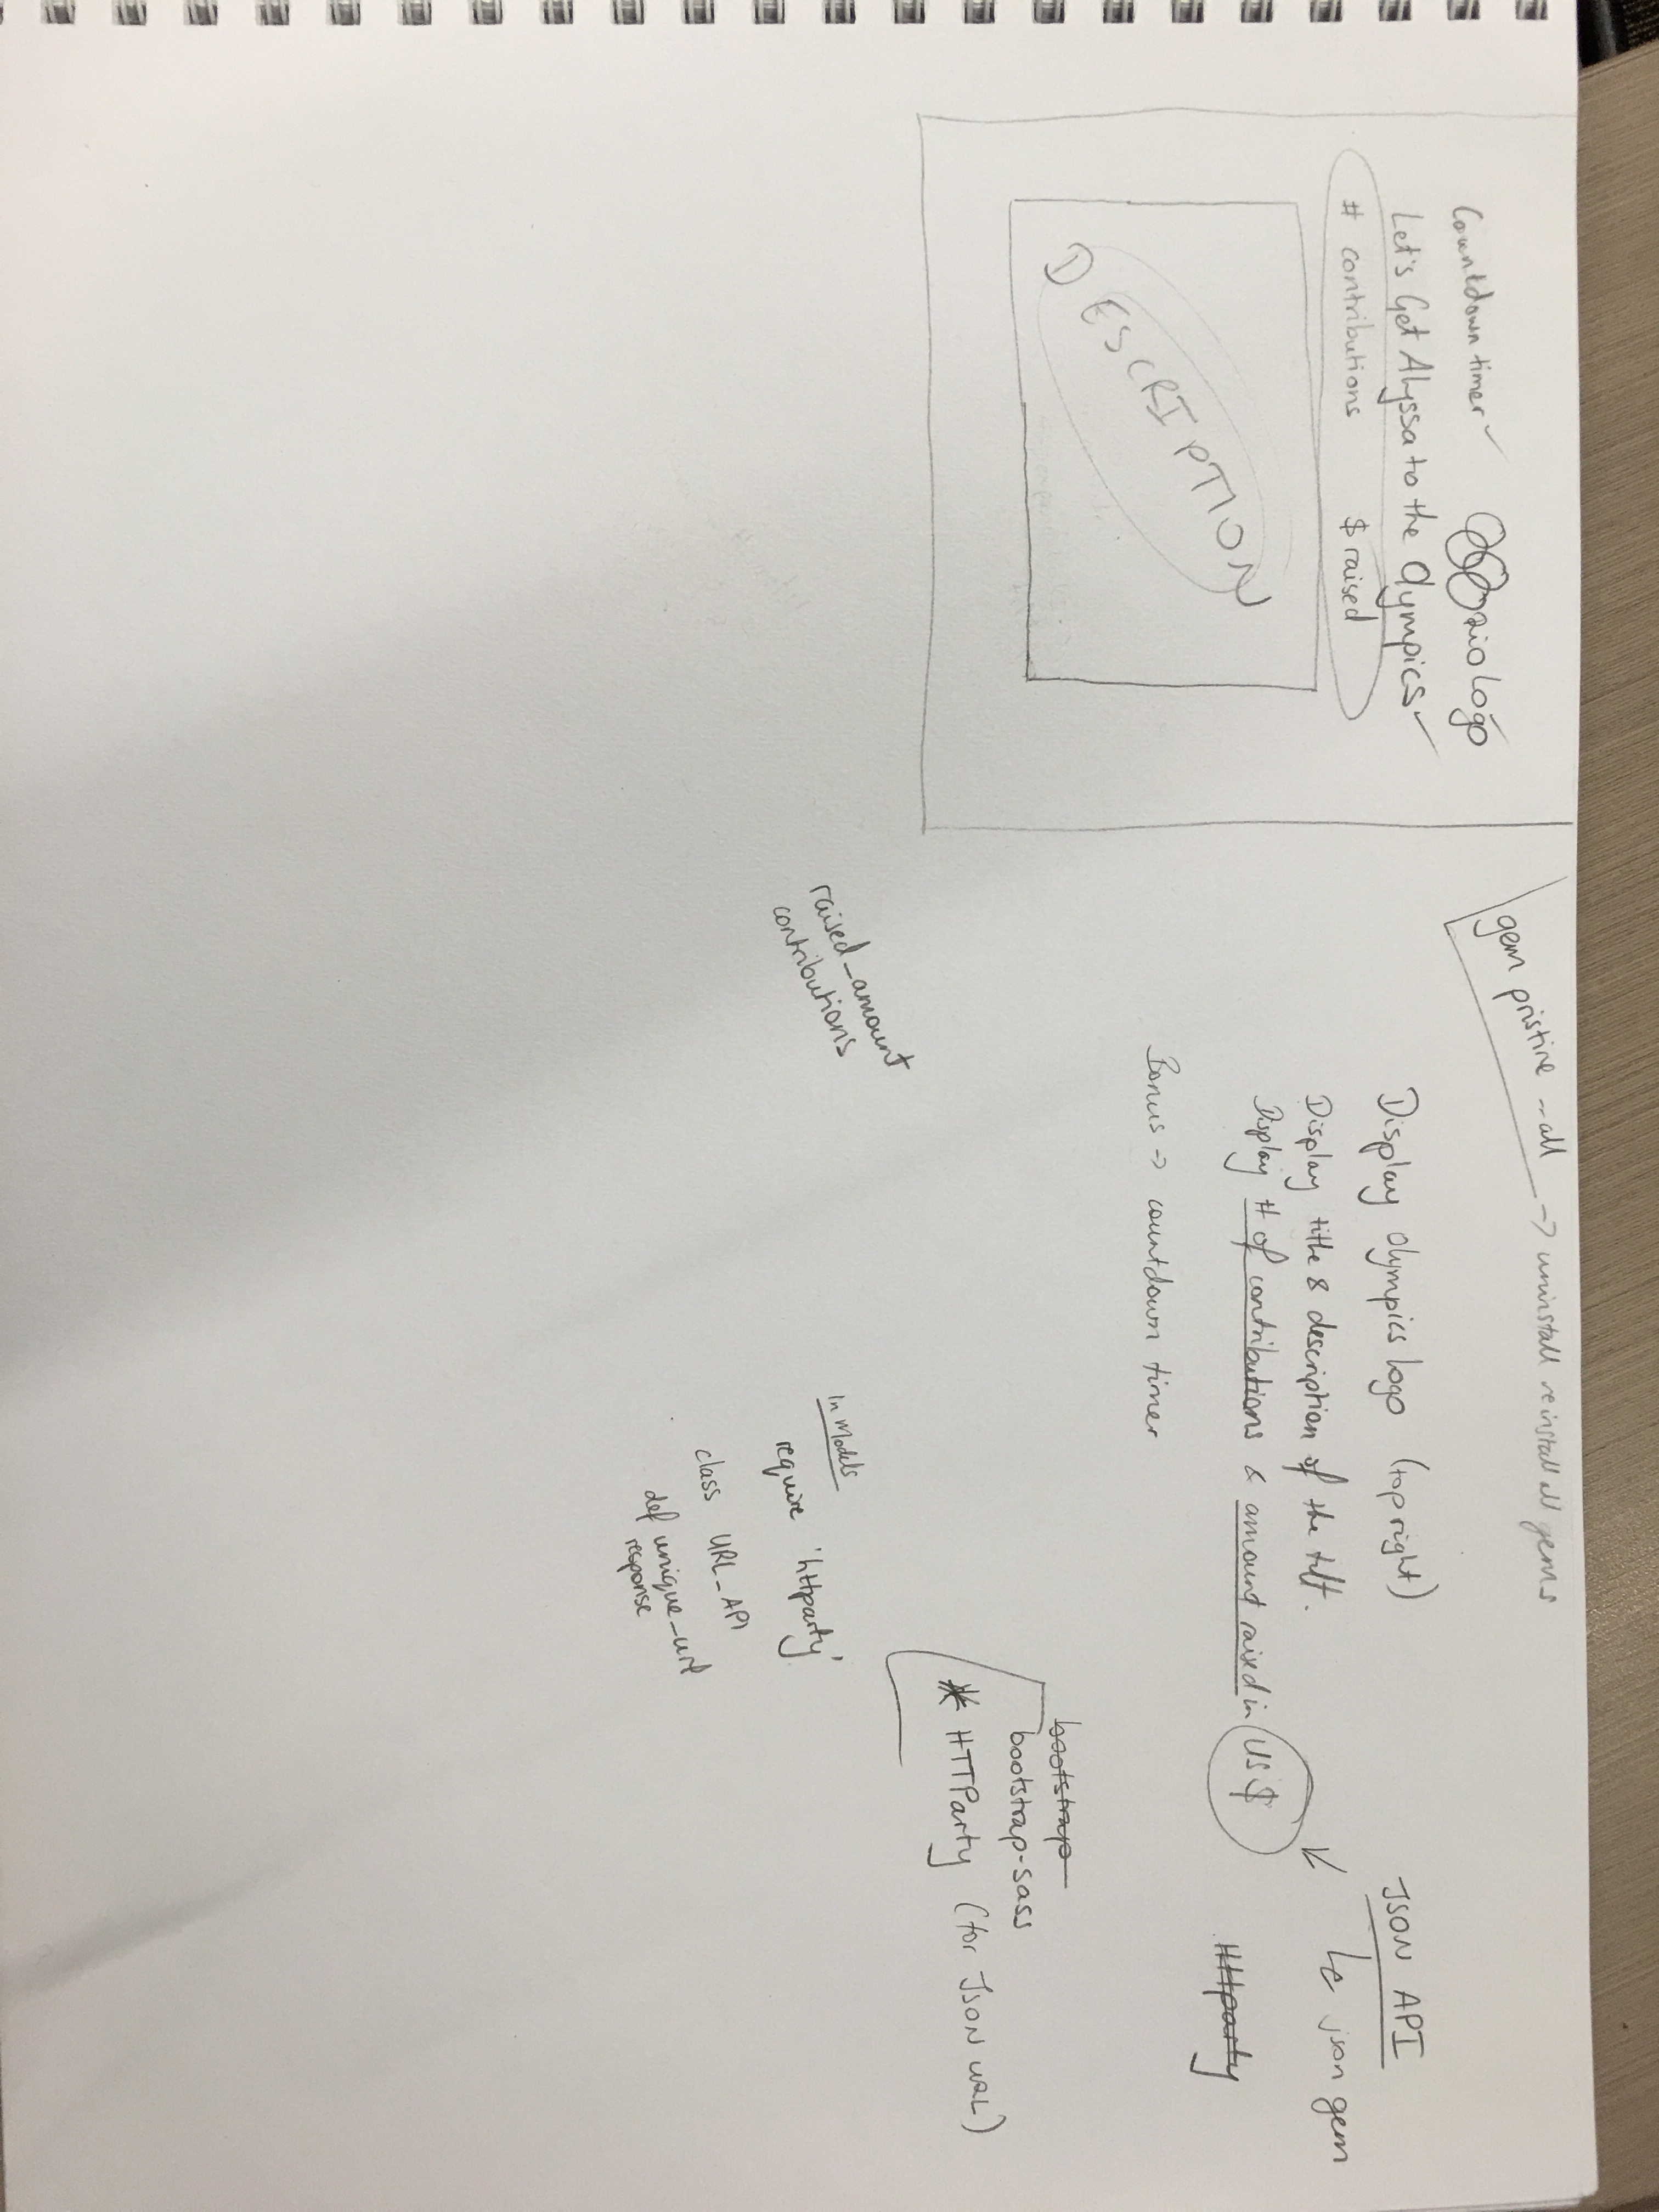 Countdown timer ✓
Rio Logo ✓
Let's Get Alyssa to the Olympics ✓
# contributions $ raised
DESCRIPTION
gem pristine --all -> uninstall reinstall all gems
Display Olympics Logo (top right)
Display title & description of the tilt.
Display # of contributions & amount raised in US$
Bonus -> countdown timer
JSON API
json gem
HTTparty
bootstrap
bootstrap-sass
* HTTParty (for JSON URL)
raised_amount
contributions
In Models
require 'httparty'
class URL_API
def unique_url
response